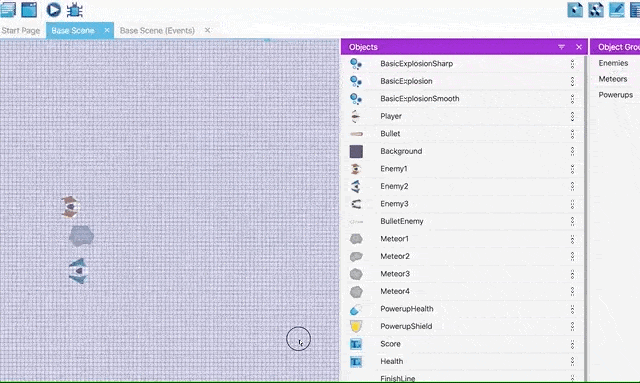 Start Page
Base Scene
Base Scene (Events)
Objects
BasicExplosionSharp
BasicExplosion
BasicExplosionSmooth
Player
Bullet
Background
Enemy1
Enemy2
Enemy3
BulletEnemy
Meteor1
Meteor2
Meteor3
Meteor4
PowerupHealth
PowerupShield
Score
Health
FinishLine
Object Grou
Enemies
Meteors
Powerups